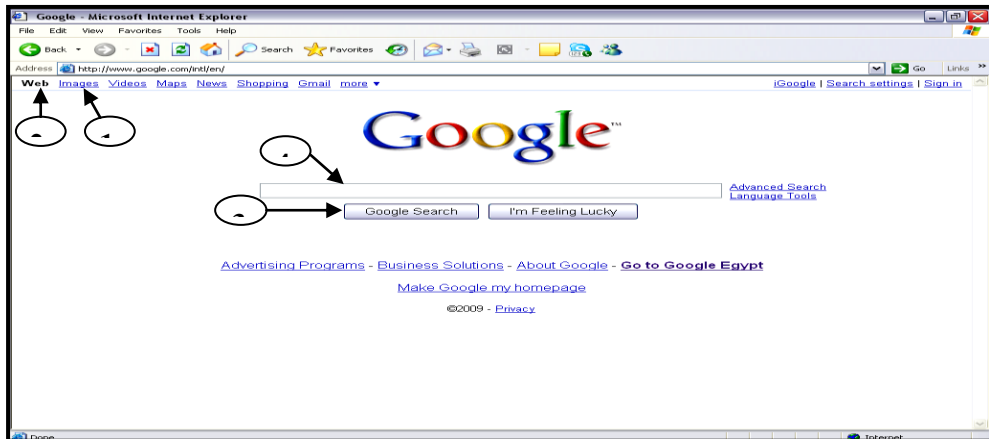 Google - Microsoft Internet Explorer
File Edit View Favorites Tools Help
Back Search Favorites
Address http://www.google.com/intl/en/ Go Links »
Web Images Videos Maps News Shopping Gmail more ▼ iGoogle | Search settings | Sign in
Google™
Advanced Search
Language Tools
Google Search I'm Feeling Lucky
Advertising Programs - Business Solutions - About Google - Go to Google Egypt
Make Google my homepage
©2009 - Privacy
Done Internet